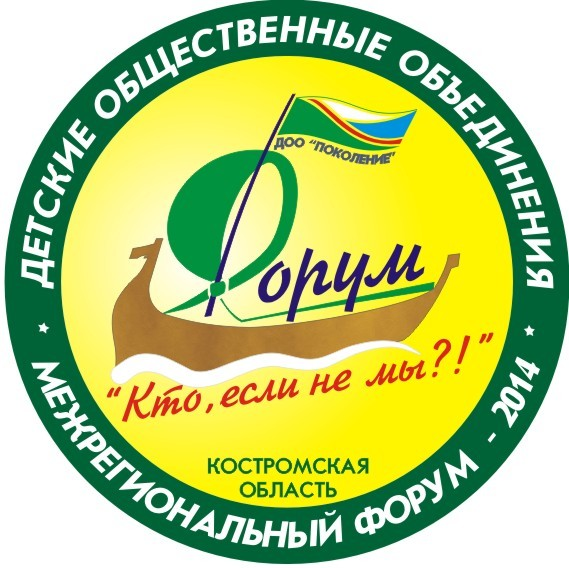 ДЕТСКИЕ ОБЩЕСТВЕННЫЕ ОБЪЕДИНЕНИЯ
ДОО "ПОКОЛЕНИЕ"
Форум
"Кто, если не мы?!"
КОСТРОМСКАЯ
ОБЛАСТЬ
МЕЖРЕГИОНАЛЬНЫЙ ФОРУМ - 2014